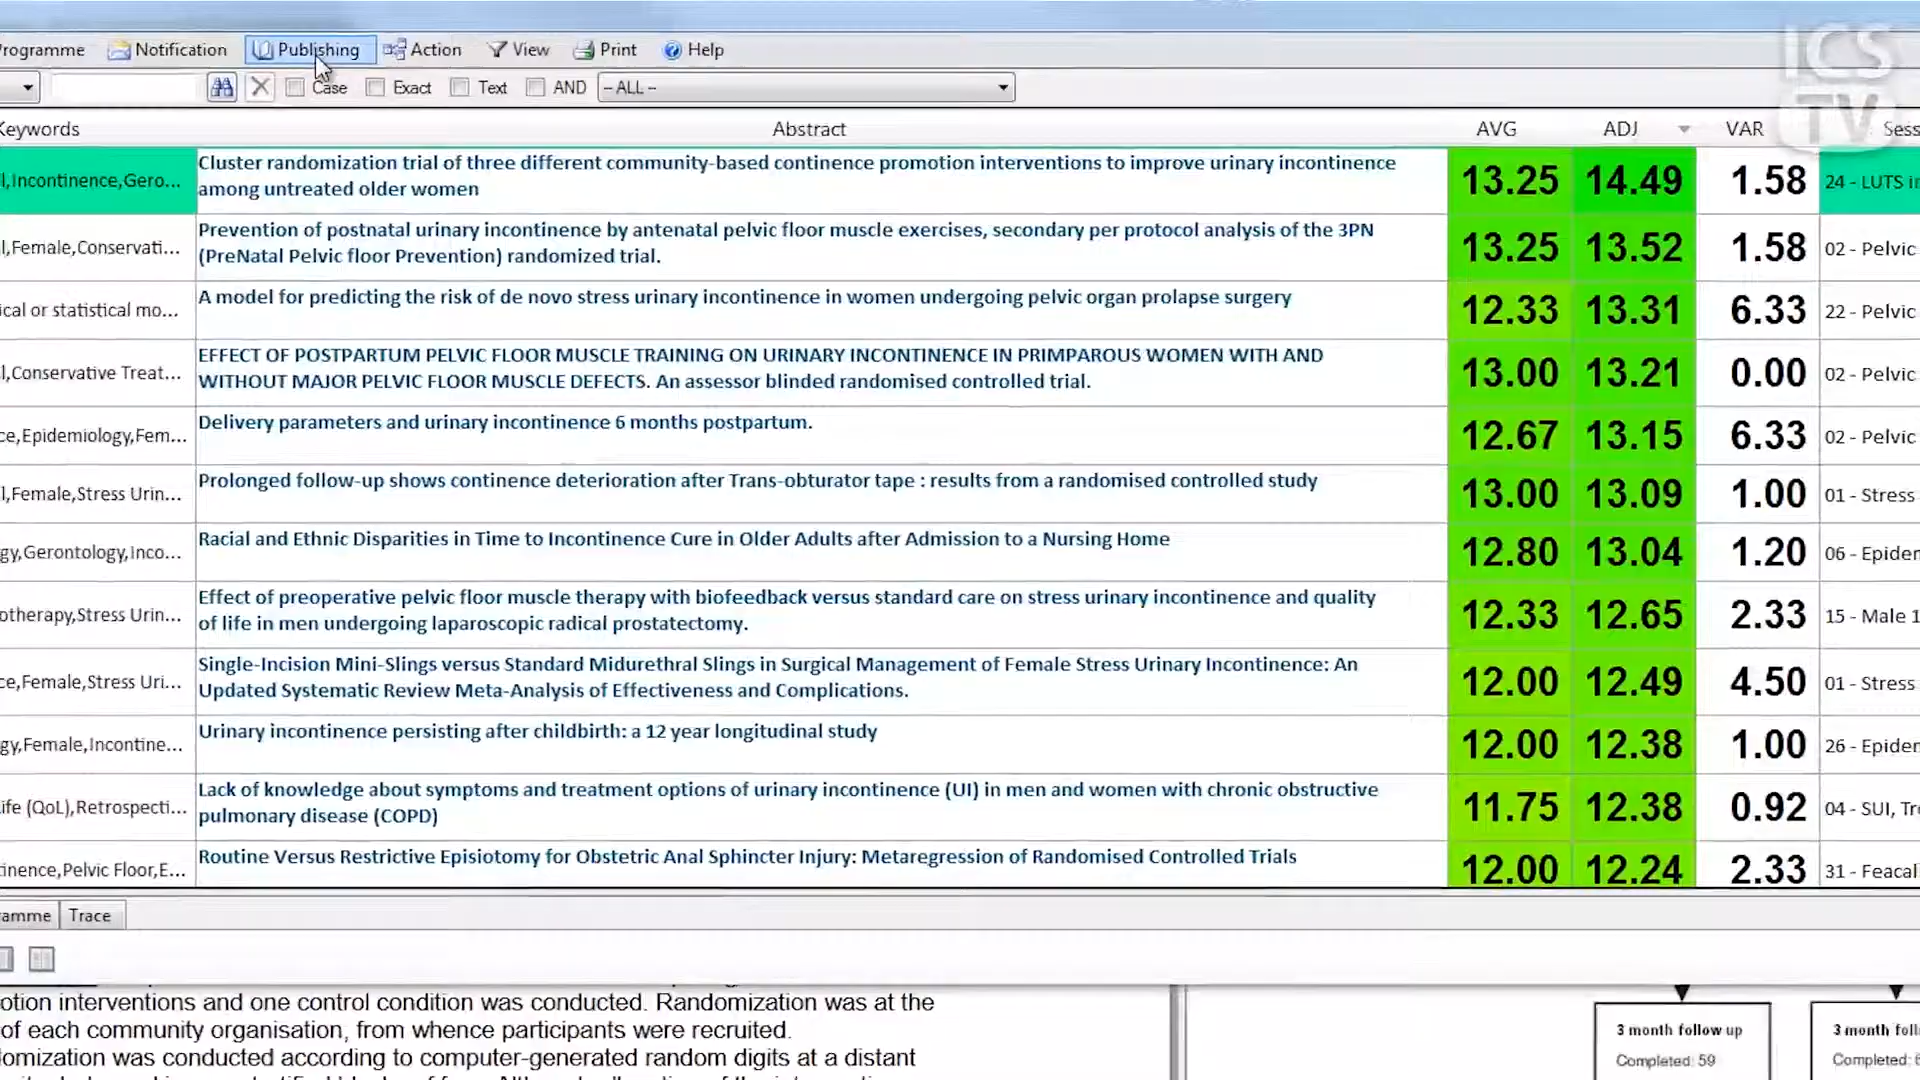 Programme Notification Publishing Action View Print Help
Case Exact Text AND -- ALL --
Keywords Abstract AVG ADJ VAR Sess
l,Incontinence,Gero... Cluster randomization trial of three different community-based continence promotion interventions to improve urinary incontinence among untreated older women 13.25 14.49 1.58 24 - LUTS in
l,Female,Conservati... Prevention of postnatal urinary incontinence by antenatal pelvic floor muscle exercises, secondary per protocol analysis of the 3PN (PreNatal Pelvic floor Prevention) randomized trial. 13.25 13.52 1.58 02 - Pelvic
ical or statistical mo... A model for predicting the risk of de novo stress urinary incontinence in women undergoing pelvic organ prolapse surgery 12.33 13.31 6.33 22 - Pelvic
l,Conservative Treat... EFFECT OF POSTPARTUM PELVIC FLOOR MUSCLE TRAINING ON URINARY INCONTINENCE IN PRIMPAROUS WOMEN WITH AND WITHOUT MAJOR PELVIC FLOOR MUSCLE DEFECTS. An assessor blinded randomised controlled trial. 13.00 13.21 0.00 02 - Pelvic
ce,Epidemiology,Fem... Delivery parameters and urinary incontinence 6 months postpartum. 12.67 13.15 6.33 02 - Pelvic
l,Female,Stress Urin... Prolonged follow-up shows continence deterioration after Trans-obturator tape : results from a randomised controlled study 13.00 13.09 1.00 01 - Stress
gy,Gerontology,Inco... Racial and Ethnic Disparities in Time to Incontinence Cure in Older Adults after Admission to a Nursing Home 12.80 13.04 1.20 06 - Epiden
otherapy,Stress Urin... Effect of preoperative pelvic floor muscle therapy with biofeedback versus standard care on stress urinary incontinence and quality of life in men undergoing laparoscopic radical prostatectomy. 12.33 12.65 2.33 15 - Male 1
ce,Female,Stress Uri... Single-Incision Mini-Slings versus Standard Midurethral Slings in Surgical Management of Female Stress Urinary Incontinence: An Updated Systematic Review Meta-Analysis of Effectiveness and Complications. 12.00 12.49 4.50 01 - Stress
gy,Female,Incontine... Urinary incontinence persisting after childbirth: a 12 year longitudinal study 12.00 12.38 1.00 26 - Epiden
ife (QoL),Retrospecti... Lack of knowledge about symptoms and treatment options of urinary incontinence (UI) in men and women with chronic obstructive pulmonary disease (COPD) 11.75 12.38 0.92 04 - SUI, Tr
tinence,Pelvic Floor,E... Routine Versus Restrictive Episiotomy for Obstetric Anal Sphincter Injury: Metaregression of Randomised Controlled Trials 12.00 12.24 2.33 31 - Feacal
ramme Trace
otion interventions and one control condition was conducted. Randomization was at the
of each community organisation, from whence participants were recruited.
lomization was conducted according to computer-generated random digits at a distant
3 month follow up
Completed: 59
3 month foll
Completed: 6
ICS
TV